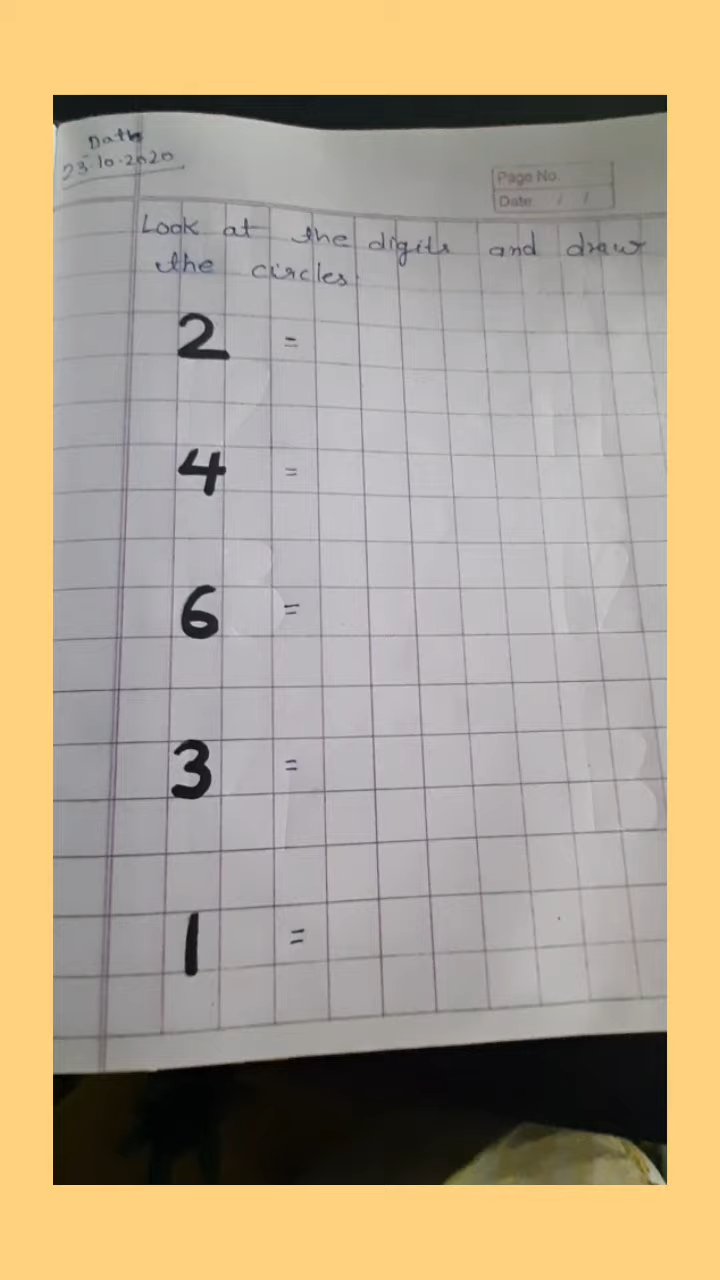 Date
23.10.2020
Page No.
Date / /
Look at the digits and draw
the circles.
2 =
4 =
6 =
3 =
1 =